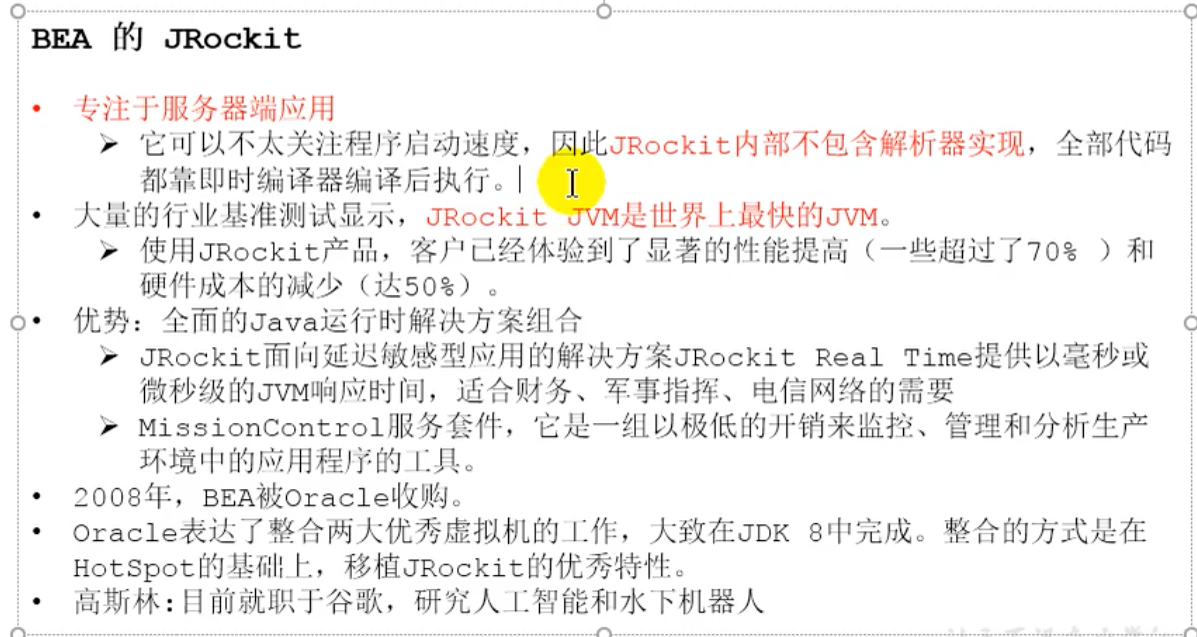 BEA 的 JRockit
• 专注于服务器端应用
➢ 它可以不太关注程序启动速度，因此JRockit内部不包含解析器实现，全部代码
都靠即时编译器编译后执行。
• 大量的行业基准测试显示，JRockit JVM是世界上最快的JVM。
➢ 使用JRockit产品，客户已经体验到了显著的性能提高（一些超过了70% ）和
硬件成本的减少（达50%）。
• 优势：全面的Java运行时解决方案组合
➢ JRockit面向延迟敏感型应用的解决方案JRockit Real Time提供以毫秒或
微秒级的JVM响应时间，适合财务、军事指挥、电信网络的需要
➢ MissionControl服务套件，它是一组以极低的开销来监控、管理和分析生产
环境中的应用程序的工具。
• 2008年，BEA被Oracle收购。
• Oracle表达了整合两大优秀虚拟机的工作，大致在JDK 8中完成。整合的方式是在
HotSpot的基础上，移植JRockit的优秀特性。
• 高斯林:目前就职于谷歌，研究人工智能和水下机器人